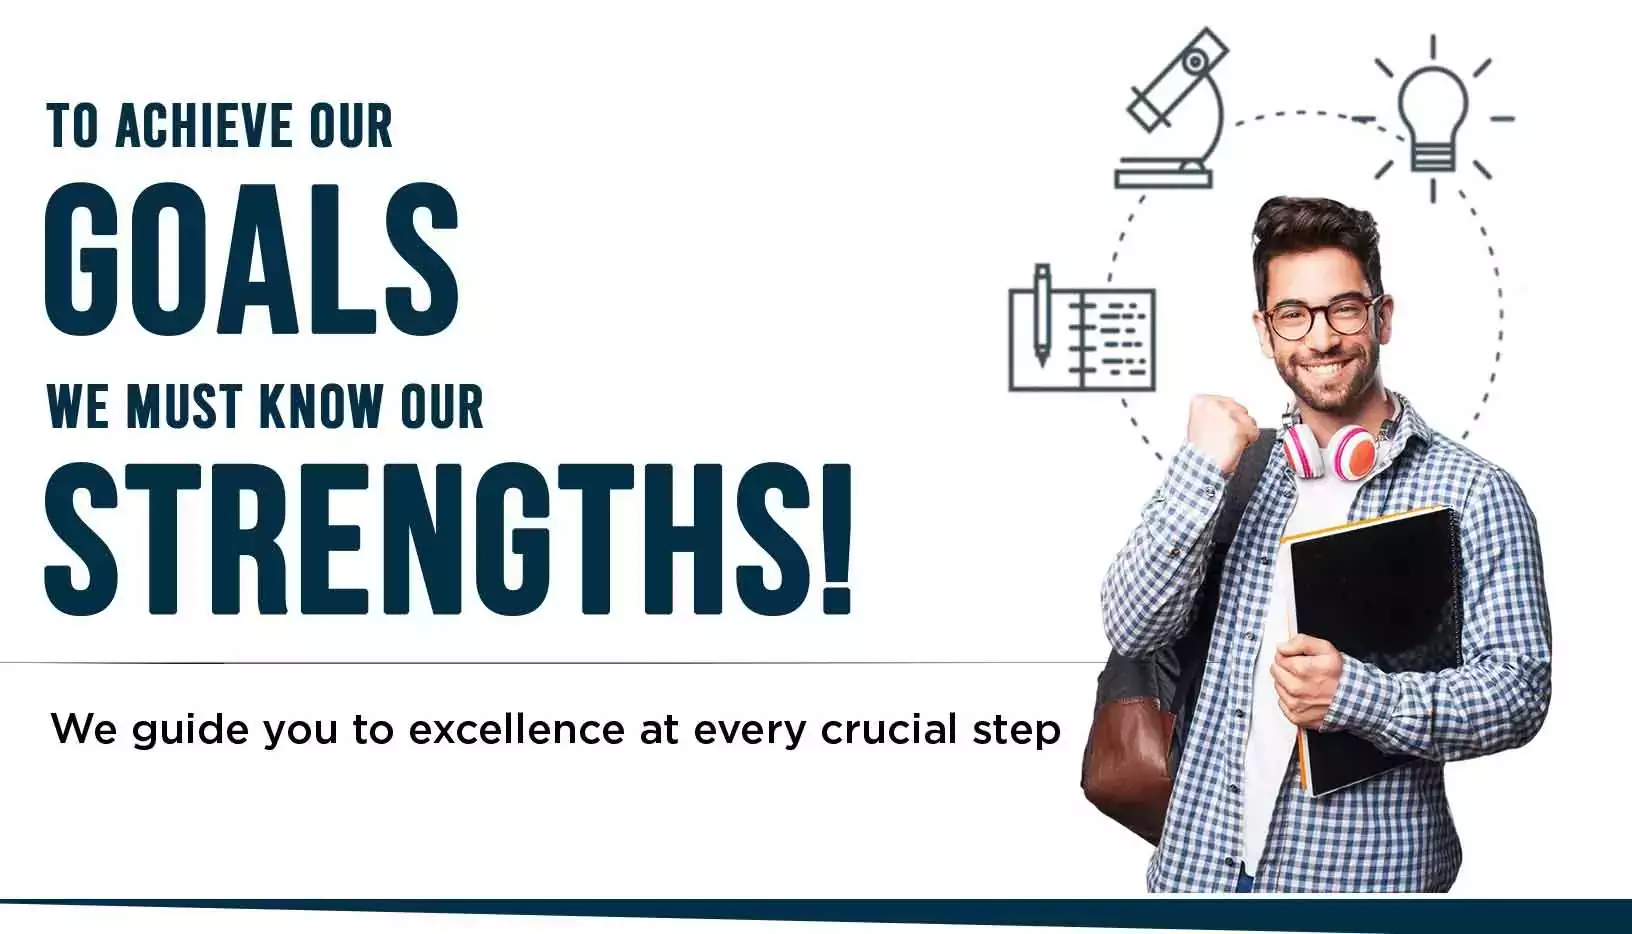 TO ACHIEVE OUR
GOALS
WE MUST KNOW OUR
STRENGTHS!
We guide you to excellence at every crucial step